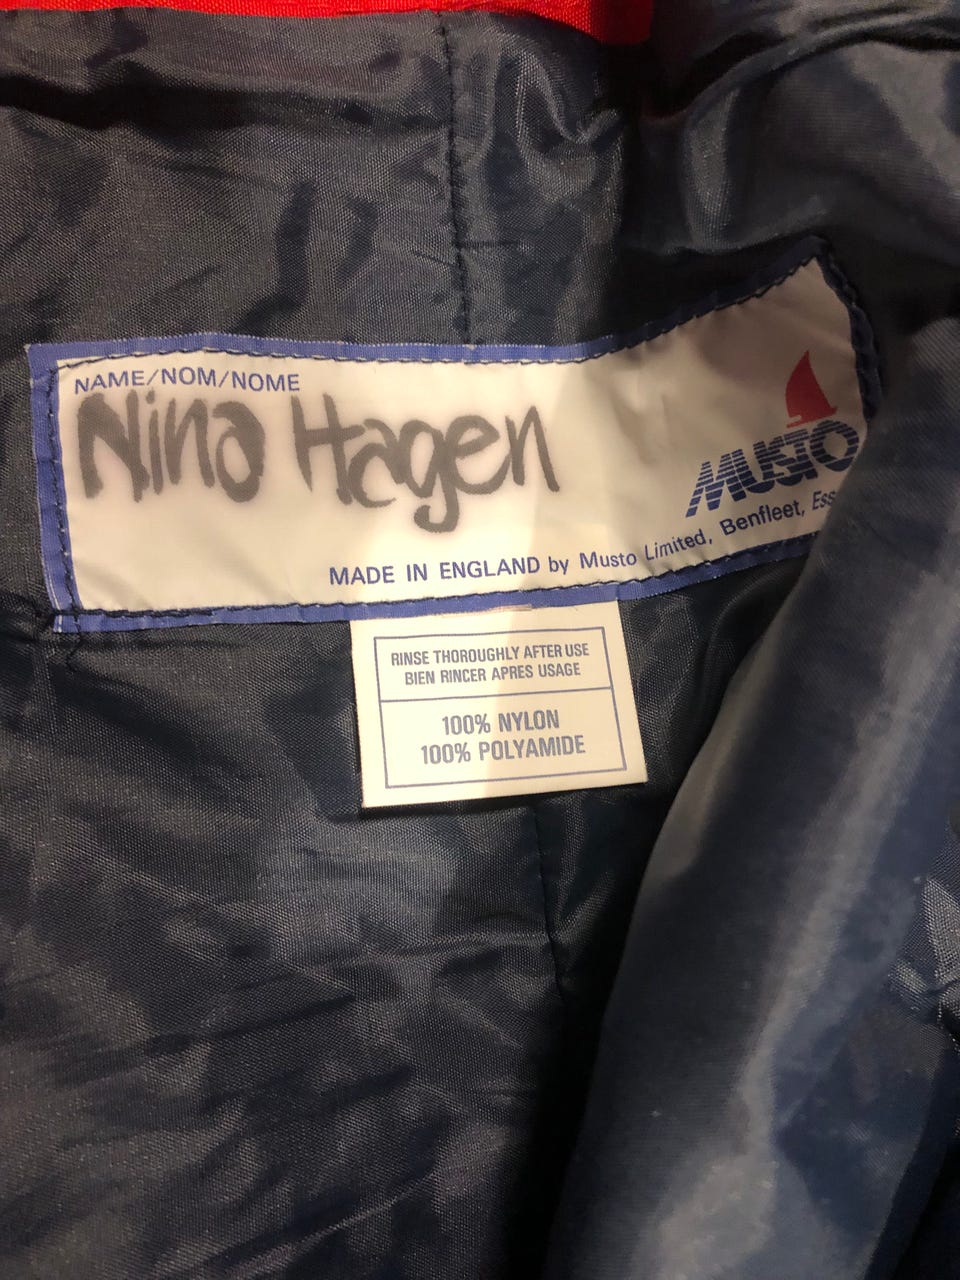 NAME/NOM/NOME
Nina Hagen
MUSTO
MADE IN ENGLAND by Musto Limited, Benfleet, Ess
RINSE THOROUGHLY AFTER USE
BIEN RINCER APRES USAGE
100% NYLON
100% POLYAMIDE